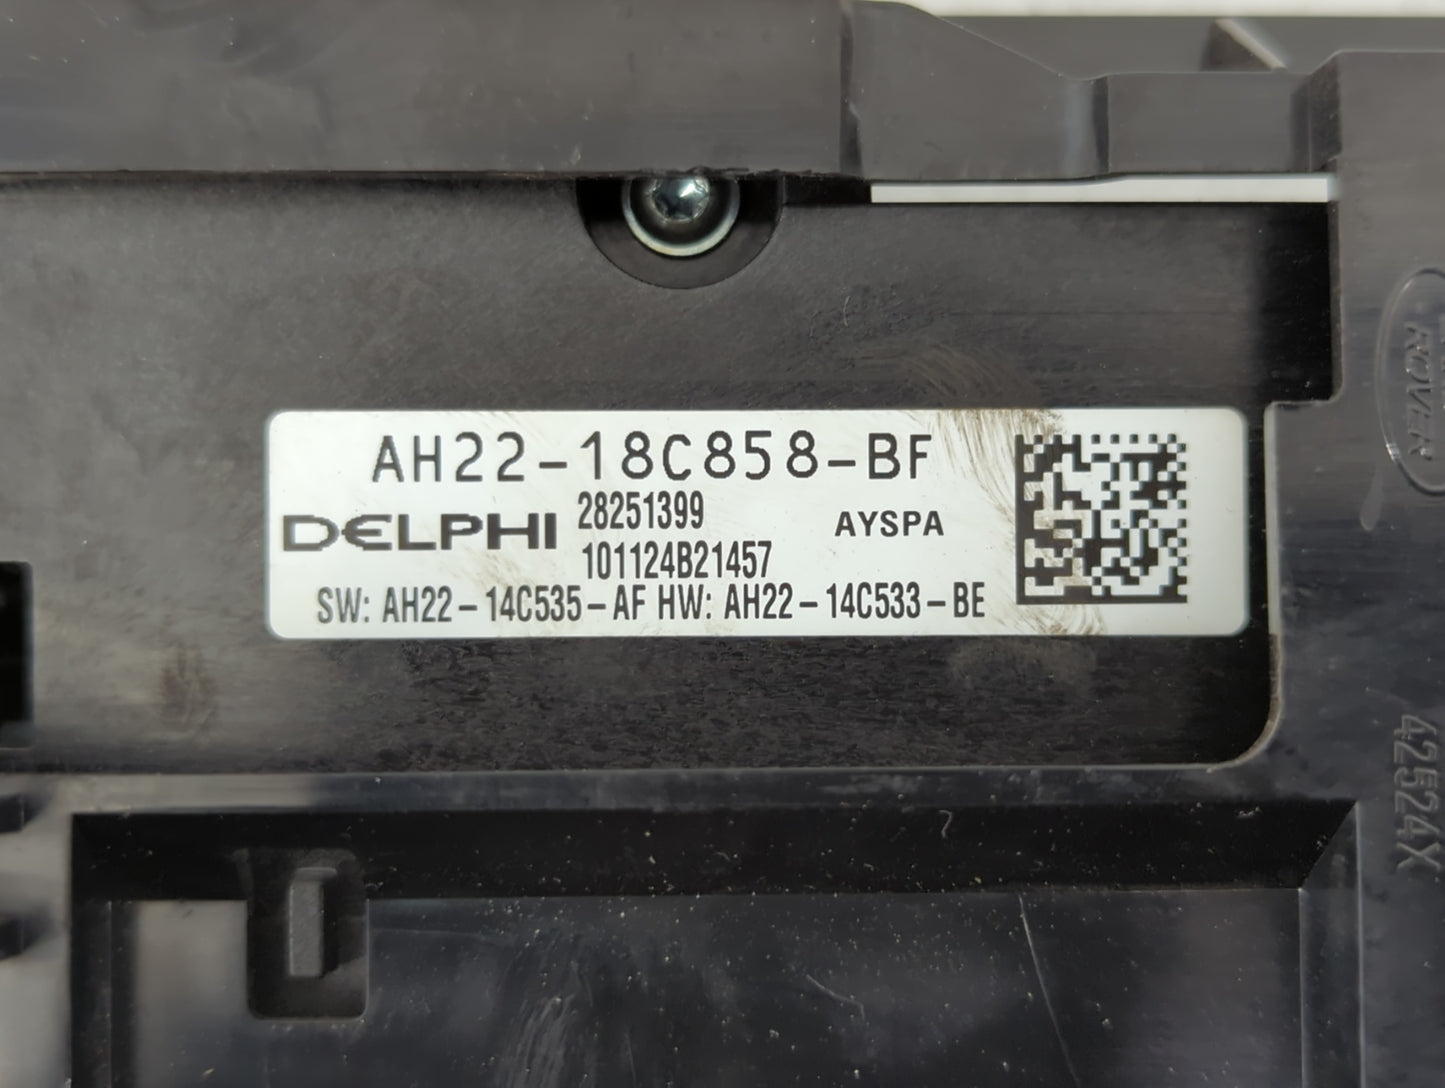 AH22-18C858-BF
DELPHI 28251399 AYSPA
101124B21457
SW: AH22-14C535-AF HW: AH22-14C533-BE
ROVER
42524X